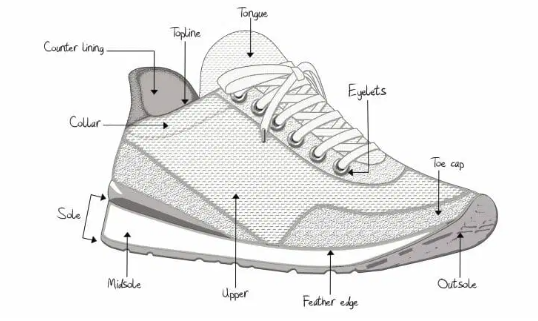 Tongue
Topline
Counter lining
Eyelets
Collar
Toe cap
Sole
Midsole
Upper
Feather edge
Outsole